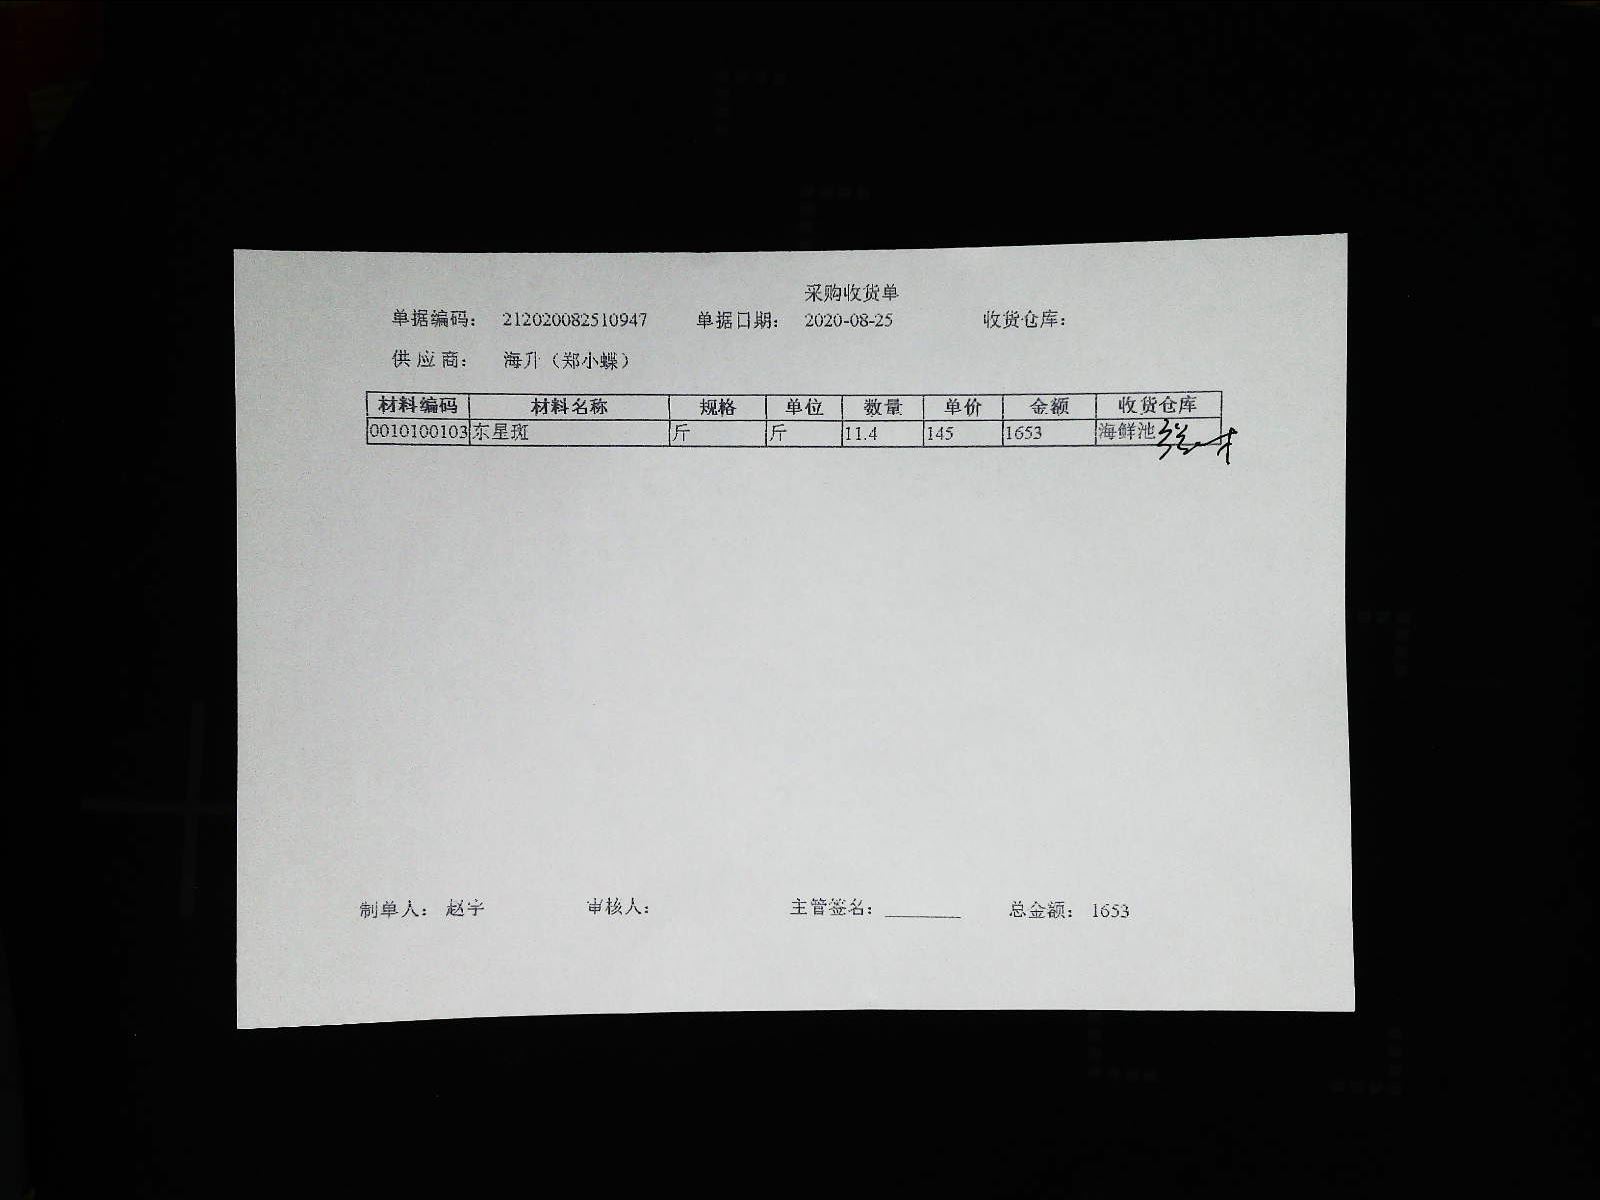 采购收货单
单据编码： 212020082510947 单据日期： 2020-08-25 收货仓库：
供 应 商： 海升（郑小蝶）
材料编码 材料名称 规格 单位 数量 单价 金额 收货仓库
0010100103 东星斑 斤 斤 11.4 145 1653 海鲜池
制单人： 赵宇 审核人： 主管签名：________ 总金额： 1653